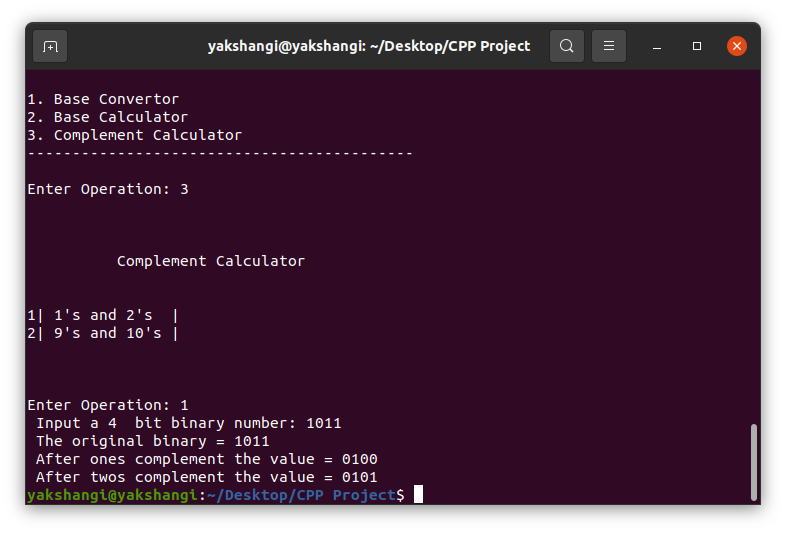 yakshangi@yakshangi: ~/Desktop/CPP Project
1. Base Convertor
2. Base Calculator
3. Complement Calculator
-------------------------------------------
Enter Operation: 3
Complement Calculator
1| 1's and 2's  |
2| 9's and 10's |
Enter Operation: 1
Input a 4  bit binary number: 1011
The original binary = 1011
After ones complement the value = 0100
After twos complement the value = 0101
yakshangi@yakshangi:~/Desktop/CPP Project$